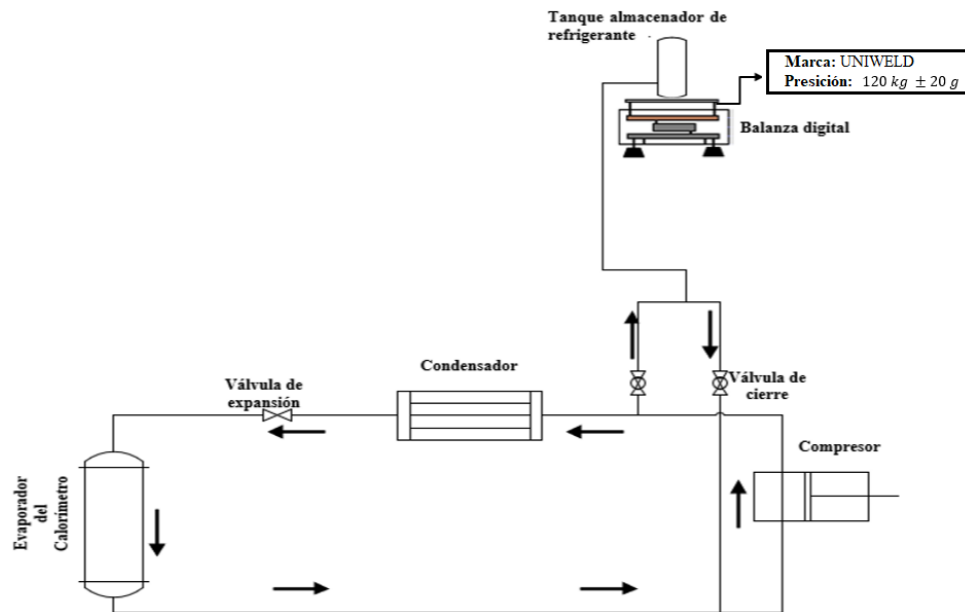 Tanque almacenador de
refrigerante
Marca: UNIWELD
Presición: 120 kg ± 20 g
Balanza digital
Condensador
Válvula de
expansión
Válvula de
cierre
Compresor
Evaporador
del
Calorímetro